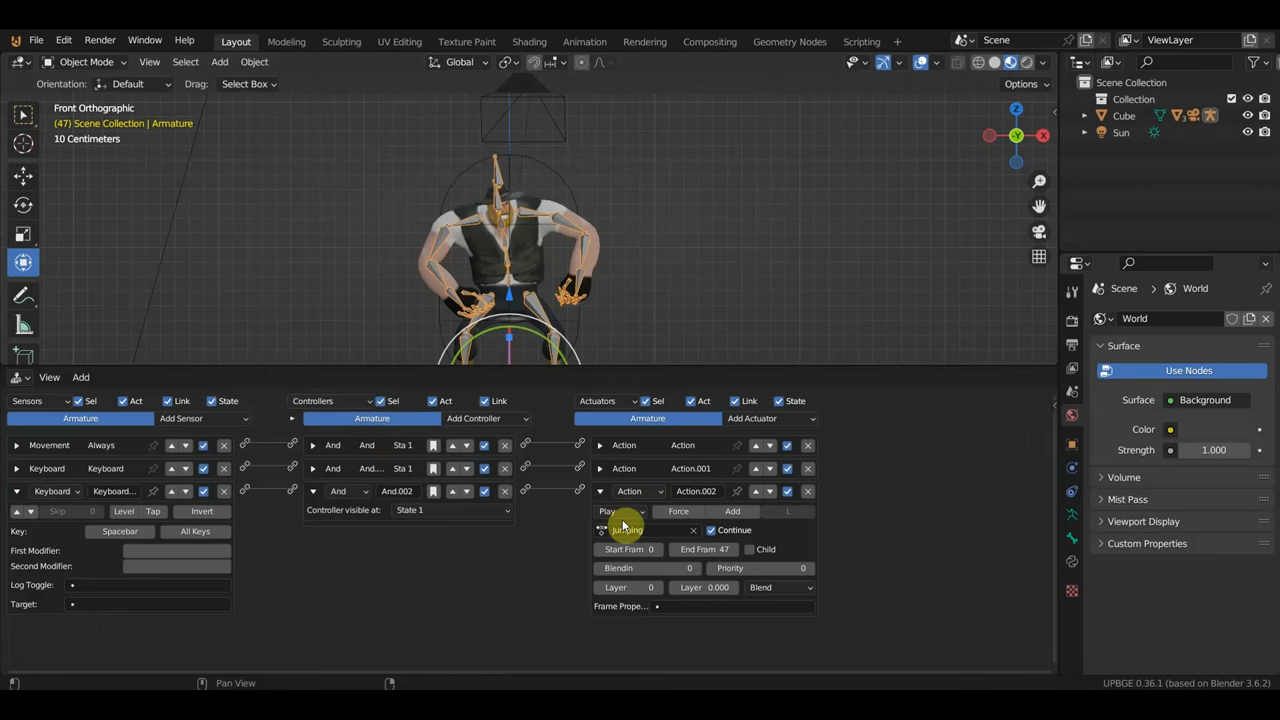 File Edit Render Window Help Layout Modeling Sculpting UV Editing Texture Paint Shading Animation Rendering Compositing Geometry Nodes Scripting + Scene ViewLayer
Object Mode View Select Add Object Global
Orientation: Default Drag: Select Box Options
Front Orthographic
(47) Scene Collection | Armature
10 Centimeters
Z
X
Y
Scene Collection
Collection
Cube
Sun
Scene World
World
Surface
Use Nodes
Surface Background
Color
Strength 1.000
Volume
Mist Pass
Viewport Display
Custom Properties
View Add
Sensors Sel Act Link State Controllers Sel Act Link Actuators Sel Act Link State
Armature Add Sensor Armature Add Controller Armature Add Actuator
Movement Always And And Sta 1 Action Action
Keyboard Keyboard And And... Sta 1 Action Action.001
Keyboard Keyboard... And And.002 Action Action.002
Skip 0 Level Tap Invert Controller visible at: State 1 Play Force Add L
Key: Spacebar All Keys Jumping Continue
First Modifier: Start Fram 0 End Fram 47 Child
Second Modifier: Blendin 0 Priority 0
Log Toggle: Layer 0 Layer 0.000 Blend
Target: Frame Prope...
Pan View UPBGE 0.36.1 (based on Blender 3.6.2)